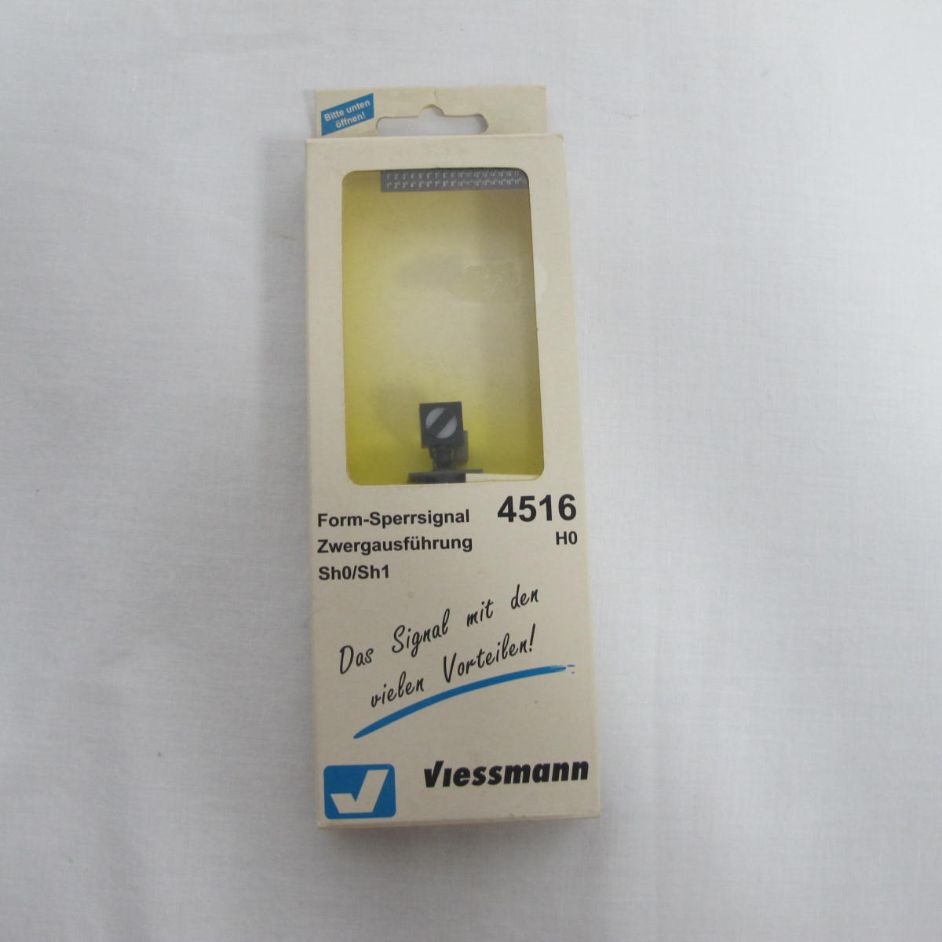 Bitte unten
öffnen!
Form-Sperrsignal 4516
Zwergausführung H0
Sh0/Sh1
Das Signal mit den
vielen Vorteilen!
Viessmann